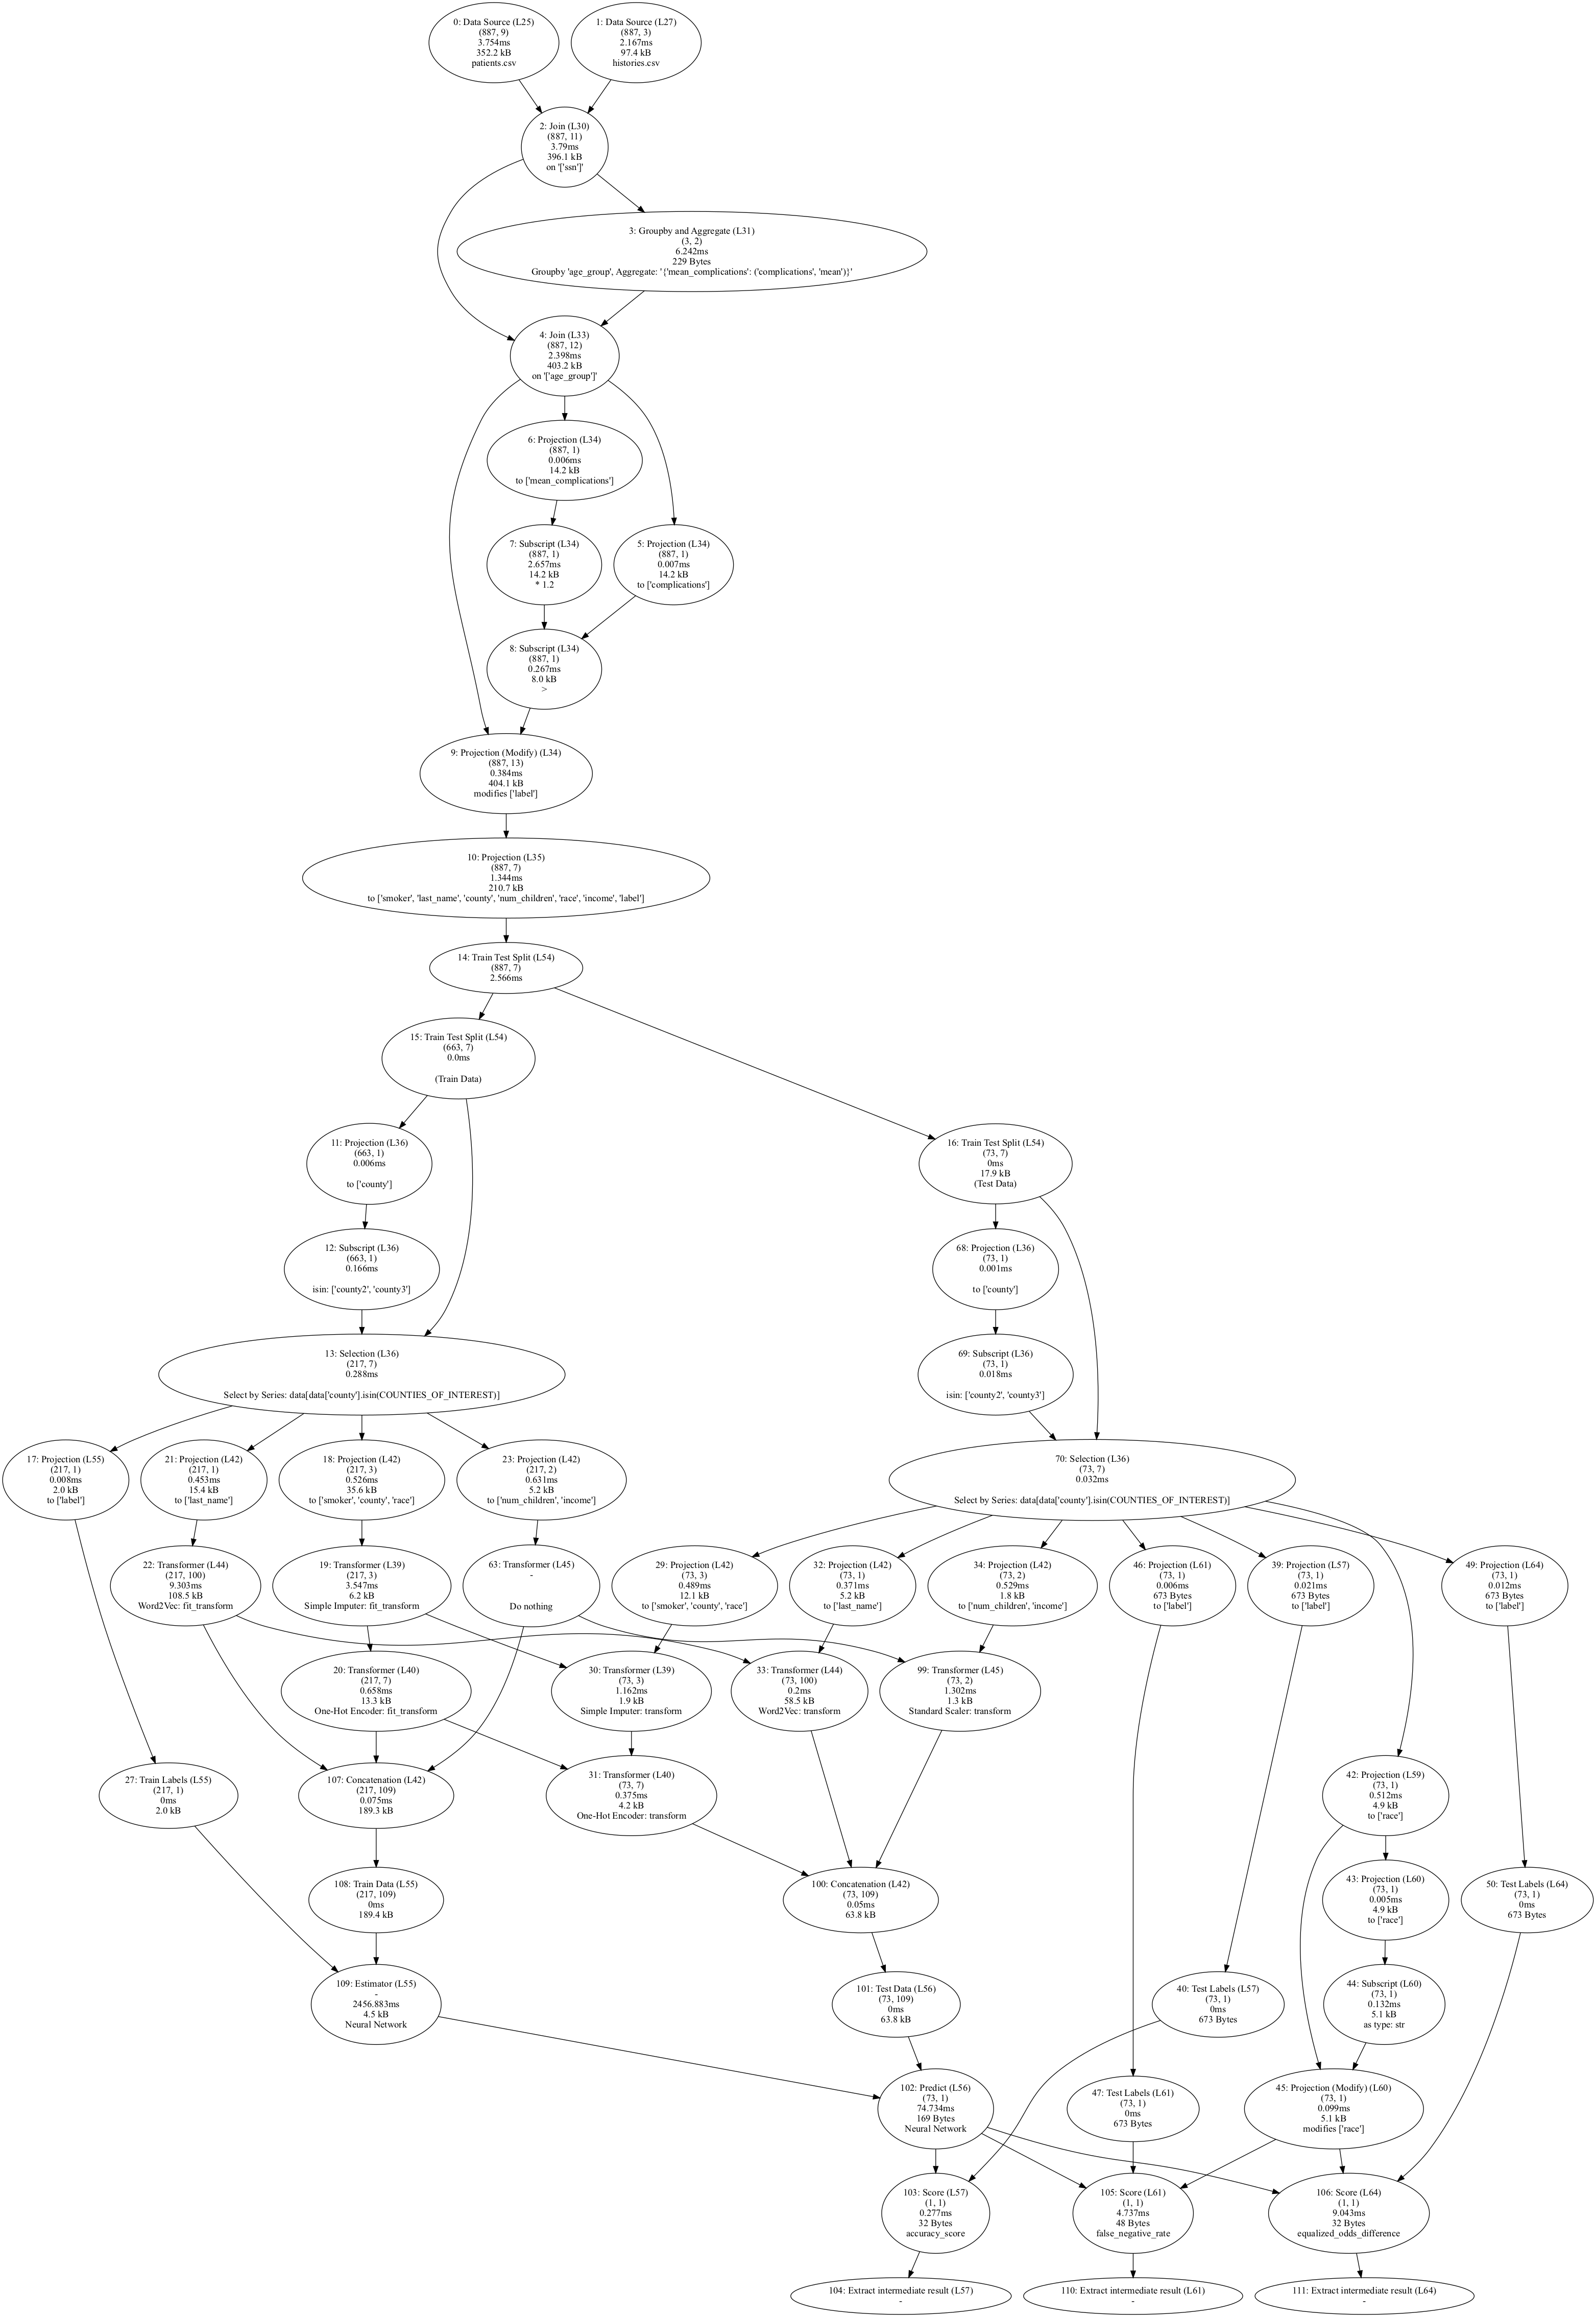 0: Data Source (L25)
(887, 9)
3.754ms
352.2 kB
patients.csv
1: Data Source (L27)
(887, 3)
2.167ms
97.4 kB
histories.csv
2: Join (L30)
(887, 11)
3.79ms
396.1 kB
on '['ssn']'
3: Groupby and Aggregate (L31)
(3, 2)
6.242ms
229 Bytes
Groupby 'age_group', Aggregate: '{'mean_complications': ('complications', 'mean')}'
4: Join (L33)
(887, 12)
2.398ms
403.2 kB
on '['age_group']'
6: Projection (L34)
(887, 1)
0.006ms
14.2 kB
to ['mean_complications']
7: Subscript (L34)
(887, 1)
2.657ms
14.2 kB
* 1.2
5: Projection (L34)
(887, 1)
0.007ms
14.2 kB
to ['complications']
8: Subscript (L34)
(887, 1)
0.267ms
8.0 kB
>
9: Projection (Modify) (L34)
(887, 13)
0.384ms
404.1 kB
modifies ['label']
10: Projection (L35)
(887, 7)
1.344ms
210.7 kB
to ['smoker', 'last_name', 'county', 'num_children', 'race', 'income', 'label']
14: Train Test Split (L54)
(887, 7)
2.566ms
15: Train Test Split (L54)
(663, 7)
0.0ms
(Train Data)
11: Projection (L36)
(663, 1)
0.006ms
to ['county']
16: Train Test Split (L54)
(73, 7)
0ms
17.9 kB
(Test Data)
12: Subscript (L36)
(663, 1)
0.166ms
isin: ['county2', 'county3']
68: Projection (L36)
(73, 1)
0.001ms
to ['county']
13: Selection (L36)
(217, 7)
0.288ms
Select by Series: data[data['county'].isin(COUNTIES_OF_INTEREST)]
69: Subscript (L36)
(73, 1)
0.018ms
isin: ['county2', 'county3']
17: Projection (L55)
(217, 1)
0.008ms
2.0 kB
to ['label']
21: Projection (L42)
(217, 1)
0.453ms
15.4 kB
to ['last_name']
18: Projection (L42)
(217, 3)
0.526ms
35.6 kB
to ['smoker', 'county', 'race']
23: Projection (L42)
(217, 2)
0.631ms
5.2 kB
to ['num_children', 'income']
70: Selection (L36)
(73, 7)
0.032ms
Select by Series: data[data['county'].isin(COUNTIES_OF_INTEREST)]
22: Transformer (L44)
(217, 100)
9.303ms
108.5 kB
Word2Vec: fit_transform
19: Transformer (L39)
(217, 3)
3.547ms
6.2 kB
Simple Imputer: fit_transform
63: Transformer (L45)
-
Do nothing
29: Projection (L42)
(73, 3)
0.489ms
12.1 kB
to ['smoker', 'county', 'race']
32: Projection (L42)
(73, 1)
0.371ms
5.2 kB
to ['last_name']
34: Projection (L42)
(73, 2)
0.529ms
1.8 kB
to ['num_children', 'income']
46: Projection (L61)
(73, 1)
0.006ms
673 Bytes
to ['label']
39: Projection (L57)
(73, 1)
0.021ms
673 Bytes
to ['label']
49: Projection (L64)
(73, 1)
0.012ms
673 Bytes
to ['label']
20: Transformer (L40)
(217, 7)
0.658ms
13.3 kB
One-Hot Encoder: fit_transform
30: Transformer (L39)
(73, 3)
1.162ms
1.9 kB
Simple Imputer: transform
33: Transformer (L44)
(73, 100)
0.2ms
58.5 kB
Word2Vec: transform
99: Transformer (L45)
(73, 2)
1.302ms
1.3 kB
Standard Scaler: transform
27: Train Labels (L55)
(217, 1)
0ms
2.0 kB
107: Concatenation (L42)
(217, 109)
0.075ms
189.3 kB
31: Transformer (L40)
(73, 7)
0.375ms
4.2 kB
One-Hot Encoder: transform
42: Projection (L59)
(73, 1)
0.512ms
4.9 kB
to ['race']
108: Train Data (L55)
(217, 109)
0ms
189.4 kB
100: Concatenation (L42)
(73, 109)
0.05ms
63.8 kB
43: Projection (L60)
(73, 1)
0.005ms
4.9 kB
to ['race']
50: Test Labels (L64)
(73, 1)
0ms
673 Bytes
109: Estimator (L55)
-
2456.883ms
4.5 kB
Neural Network
101: Test Data (L56)
(73, 109)
0ms
63.8 kB
40: Test Labels (L57)
(73, 1)
0ms
673 Bytes
44: Subscript (L60)
(73, 1)
0.132ms
5.1 kB
as type: str
102: Predict (L56)
(73, 1)
74.734ms
169 Bytes
Neural Network
47: Test Labels (L61)
(73, 1)
0ms
673 Bytes
45: Projection (Modify) (L60)
(73, 1)
0.099ms
5.1 kB
modifies ['race']
103: Score (L57)
(1, 1)
0.277ms
32 Bytes
accuracy_score
105: Score (L61)
(1, 1)
4.737ms
48 Bytes
false_negative_rate
106: Score (L64)
(1, 1)
9.043ms
32 Bytes
equalized_odds_difference
104: Extract intermediate result (L57)
-
110: Extract intermediate result (L61)
-
111: Extract intermediate result (L64)
-